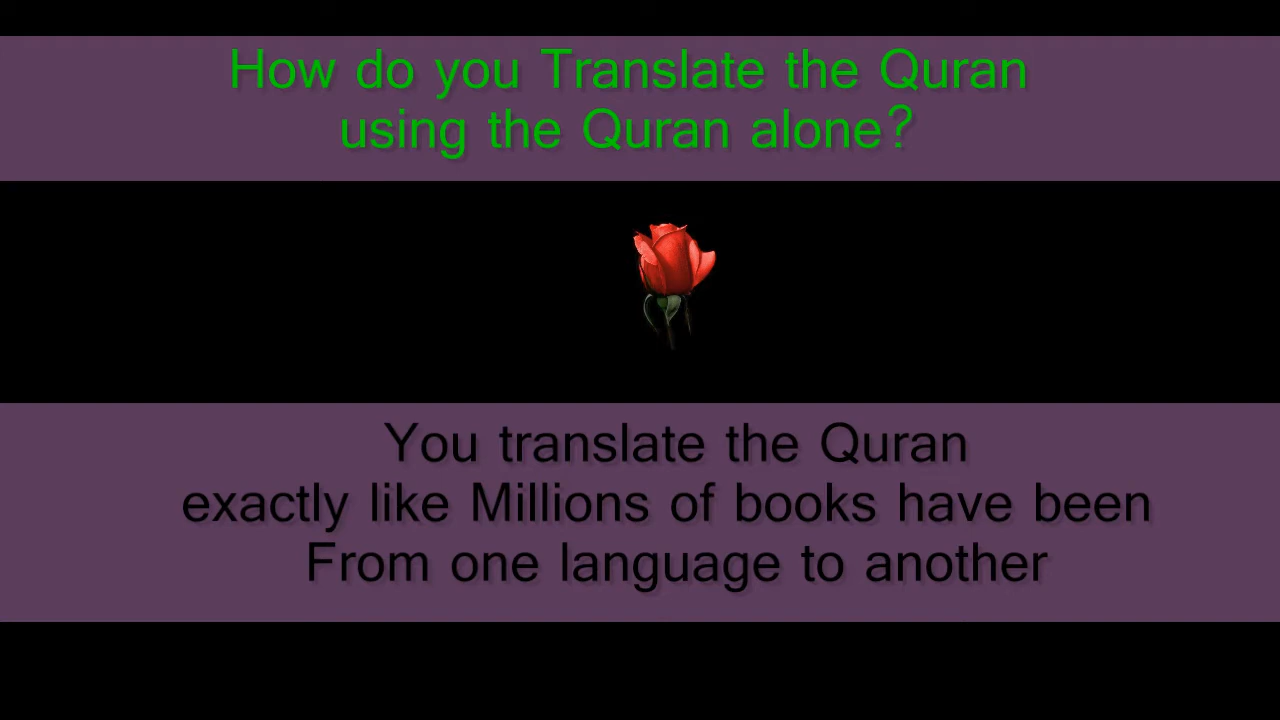 How do you Translate the Quran
using the Quran alone?
You translate the Quran
exactly like Millions of books have been
From one language to another